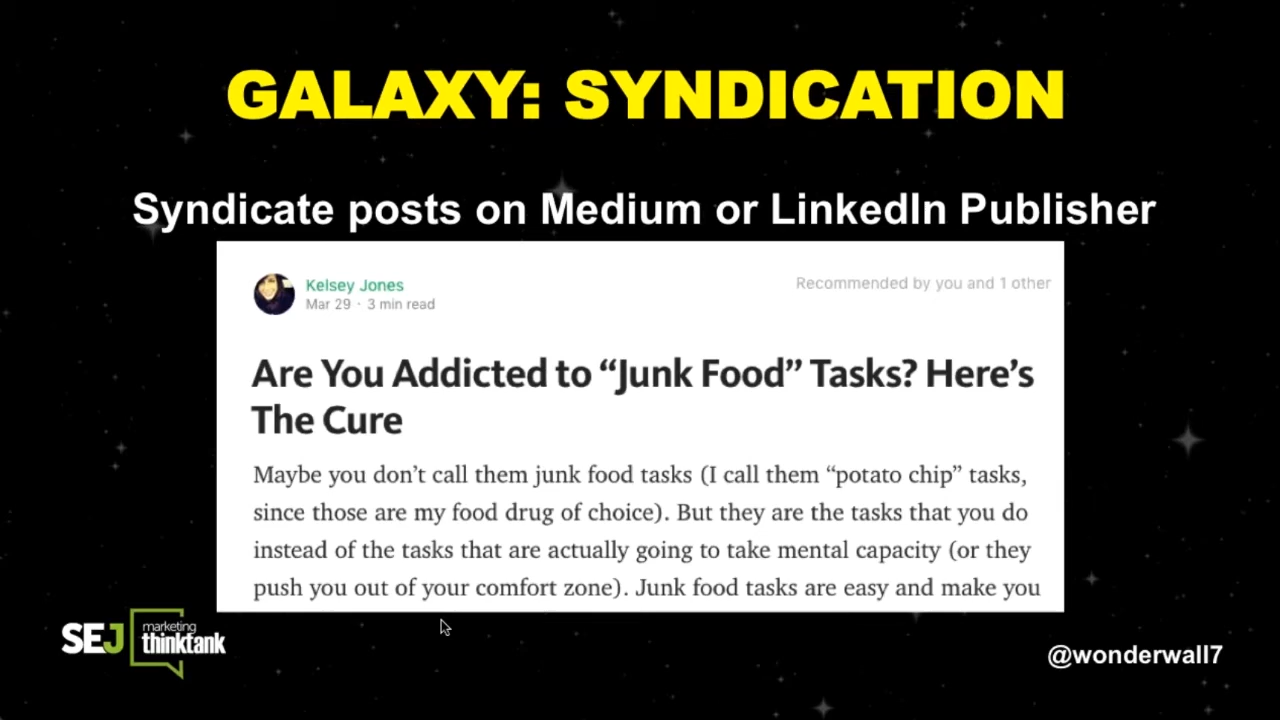 GALAXY: SYNDICATION
Syndicate posts on Medium or LinkedIn Publisher
Kelsey Jones
Mar 29 · 3 min read
Recommended by you and 1 other
Are You Addicted to “Junk Food” Tasks? Here’s
The Cure
Maybe you don’t call them junk food tasks (I call them “potato chip” tasks,
since those are my food drug of choice). But they are the tasks that you do
instead of the tasks that are actually going to take mental capacity (or they
push you out of your comfort zone). Junk food tasks are easy and make you
SEJ
marketing
thinktank
@wonderwall7